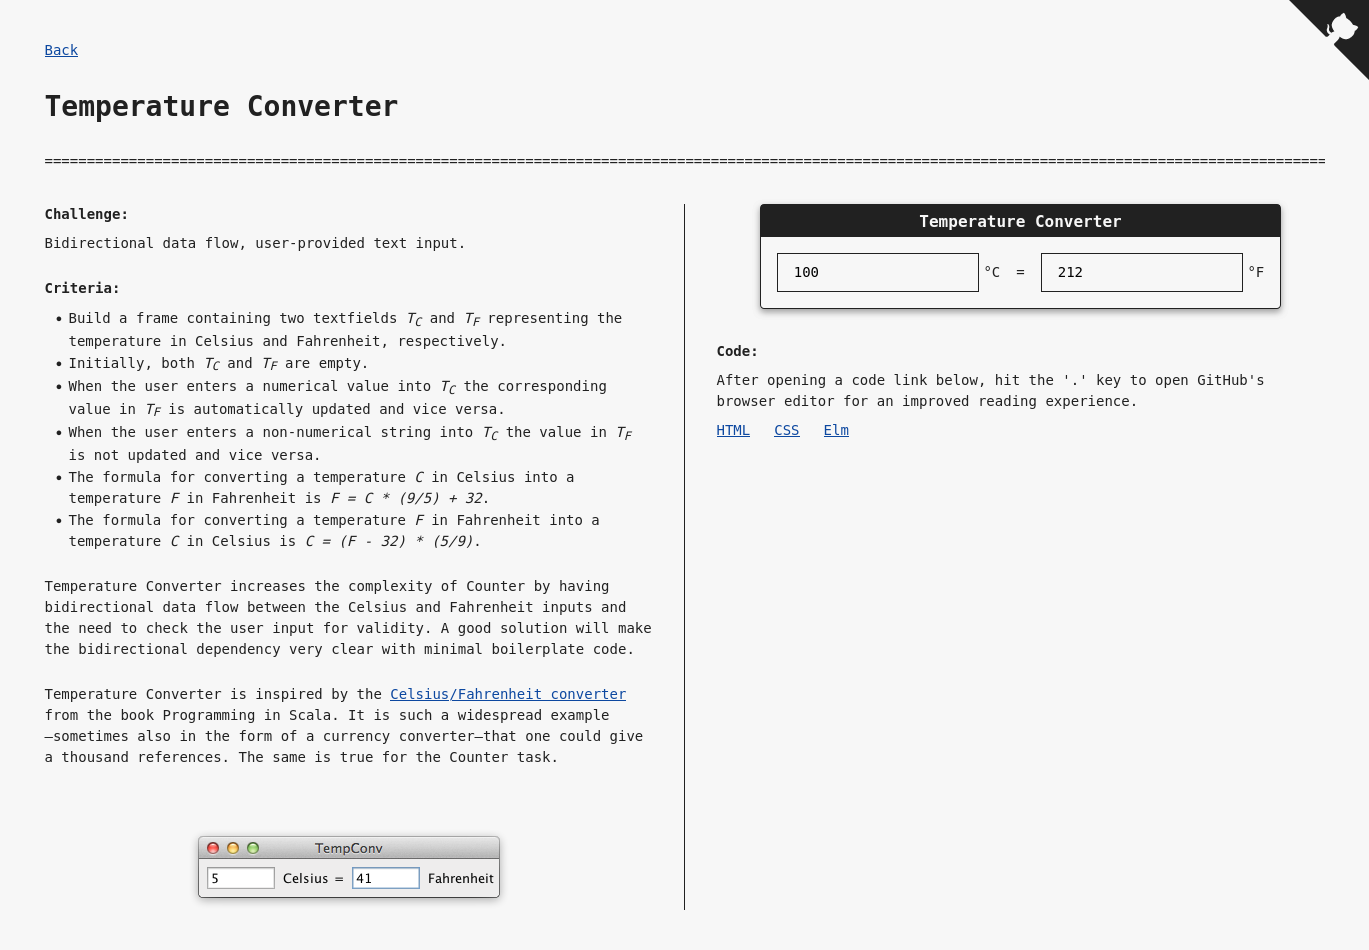 Back
Temperature Converter
========================================================================================================================================================
Challenge:
Bidirectional data flow, user-provided text input.
Criteria:
• Build a frame containing two textfields TC and TF representing the
temperature in Celsius and Fahrenheit, respectively.
• Initially, both TC and TF are empty.
• When the user enters a numerical value into TC the corresponding
value in TF is automatically updated and vice versa.
• When the user enters a non-numerical string into TC the value in TF
is not updated and vice versa.
• The formula for converting a temperature C in Celsius into a
temperature F in Fahrenheit is F = C * (9/5) + 32.
• The formula for converting a temperature F in Fahrenheit into a
temperature C in Celsius is C = (F - 32) * (5/9).
Temperature Converter increases the complexity of Counter by having
bidirectional data flow between the Celsius and Fahrenheit inputs and
the need to check the user input for validity. A good solution will make
the bidirectional dependency very clear with minimal boilerplate code.
Temperature Converter is inspired by the Celsius/Fahrenheit converter
from the book Programming in Scala. It is such a widespread example
—sometimes also in the form of a currency converter—that one could give
a thousand references. The same is true for the Counter task.
TempConv
5 Celsius = 41 Fahrenheit
Temperature Converter
100 °C = 212 °F
Code:
After opening a code link below, hit the '.' key to open GitHub's
browser editor for an improved reading experience.
HTML CSS Elm